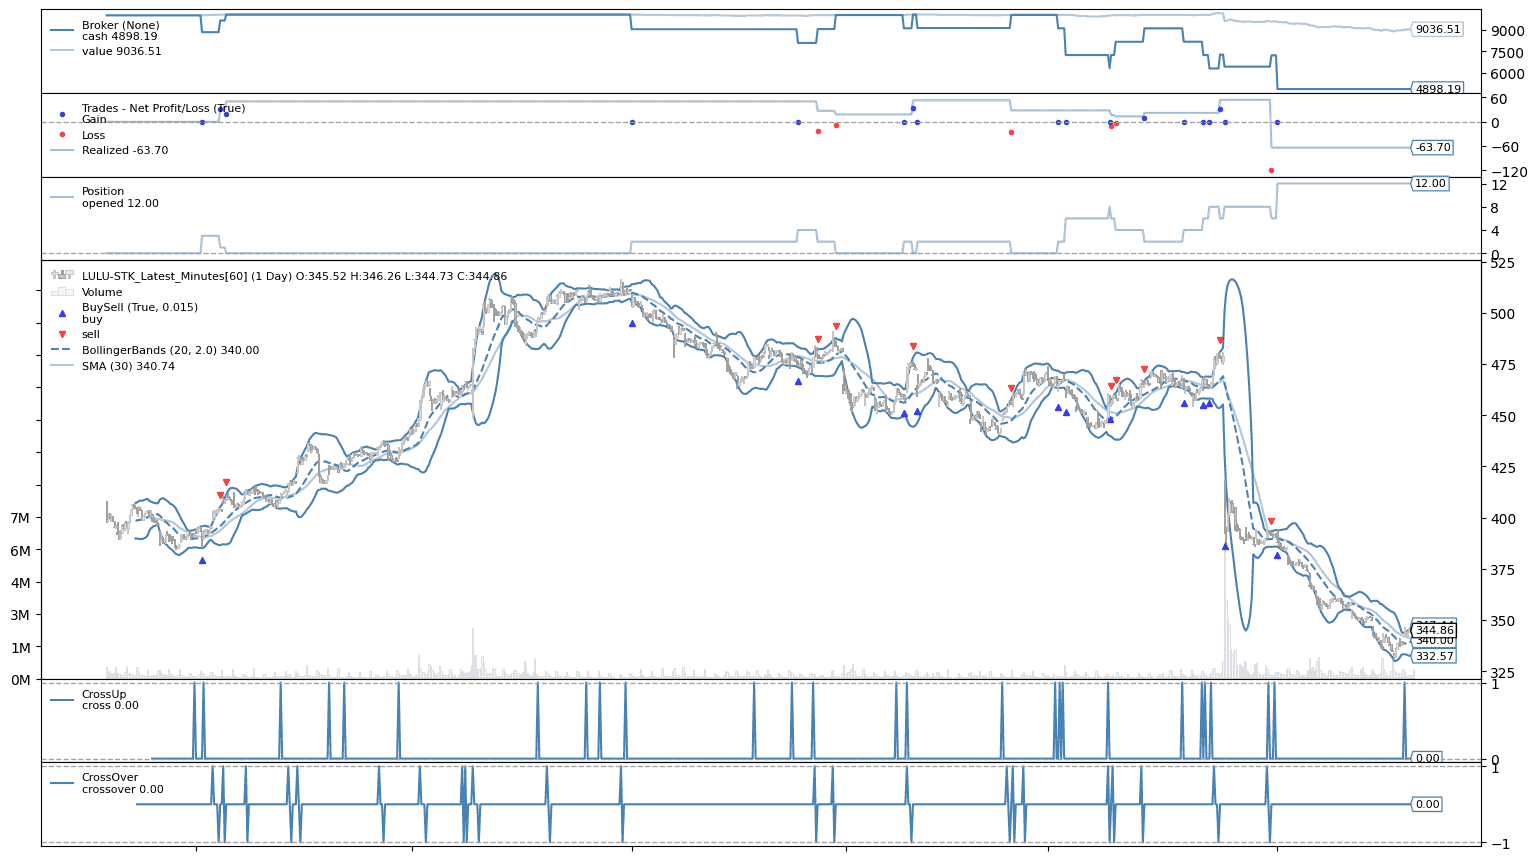 Broker (None)
cash 4898.19
value 9036.51
9036.51
4898.19
9000
7500
6000
Trades - Net Profit/Loss (True)
Gain
Loss
Realized -63.70
-63.70
60
0
−60
−120
Position
opened 12.00
12.00
12
8
4
0
LULU-STK_Latest_Minutes[60] (1 Day) O:345.52 H:346.26 L:344.73 C:344.86
Volume
BuySell (True, 0.015)
buy
sell
BollingerBands (20, 2.0) 340.00
SMA (30) 340.74
525
500
475
450
425
400
375
350
325
344.86
340.00
332.57
7M
6M
4M
3M
1M
0M
CrossUp
cross 0.00
0.00
1
0
CrossOver
crossover 0.00
0.00
1
−1